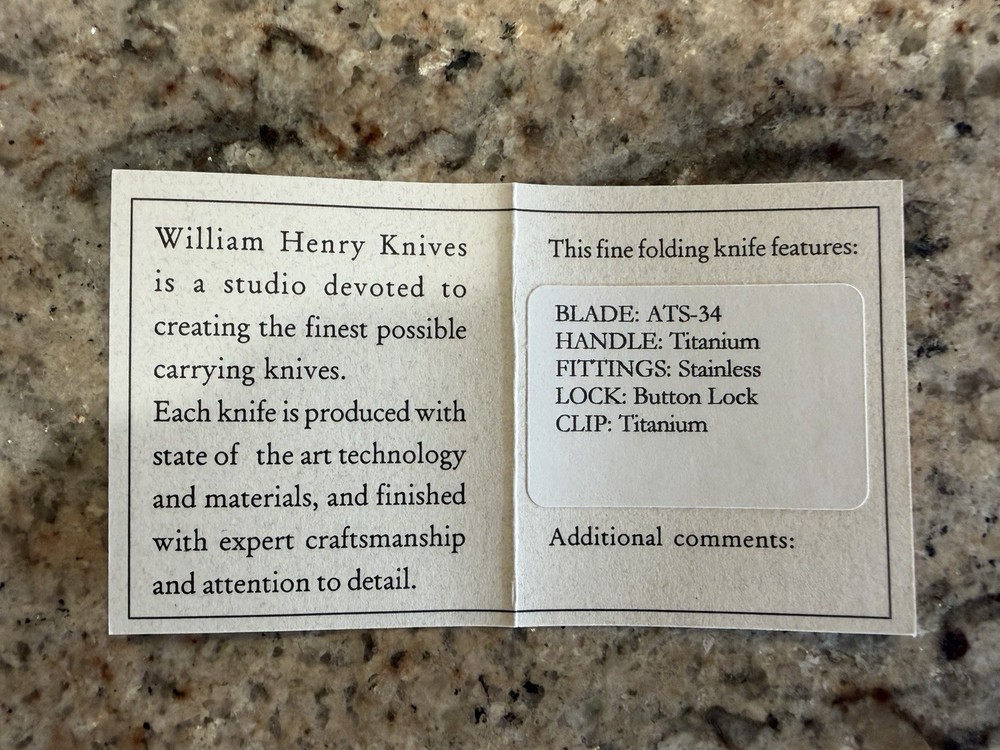 William Henry Knives
is a studio devoted to
creating the finest possible
carrying knives.
Each knife is produced with
state of the art technology
and materials, and finished
with expert craftsmanship
and attention to detail.
This fine folding knife features:
BLADE: ATS-34
HANDLE: Titanium
FITTINGS: Stainless
LOCK: Button Lock
CLIP: Titanium
Additional comments: